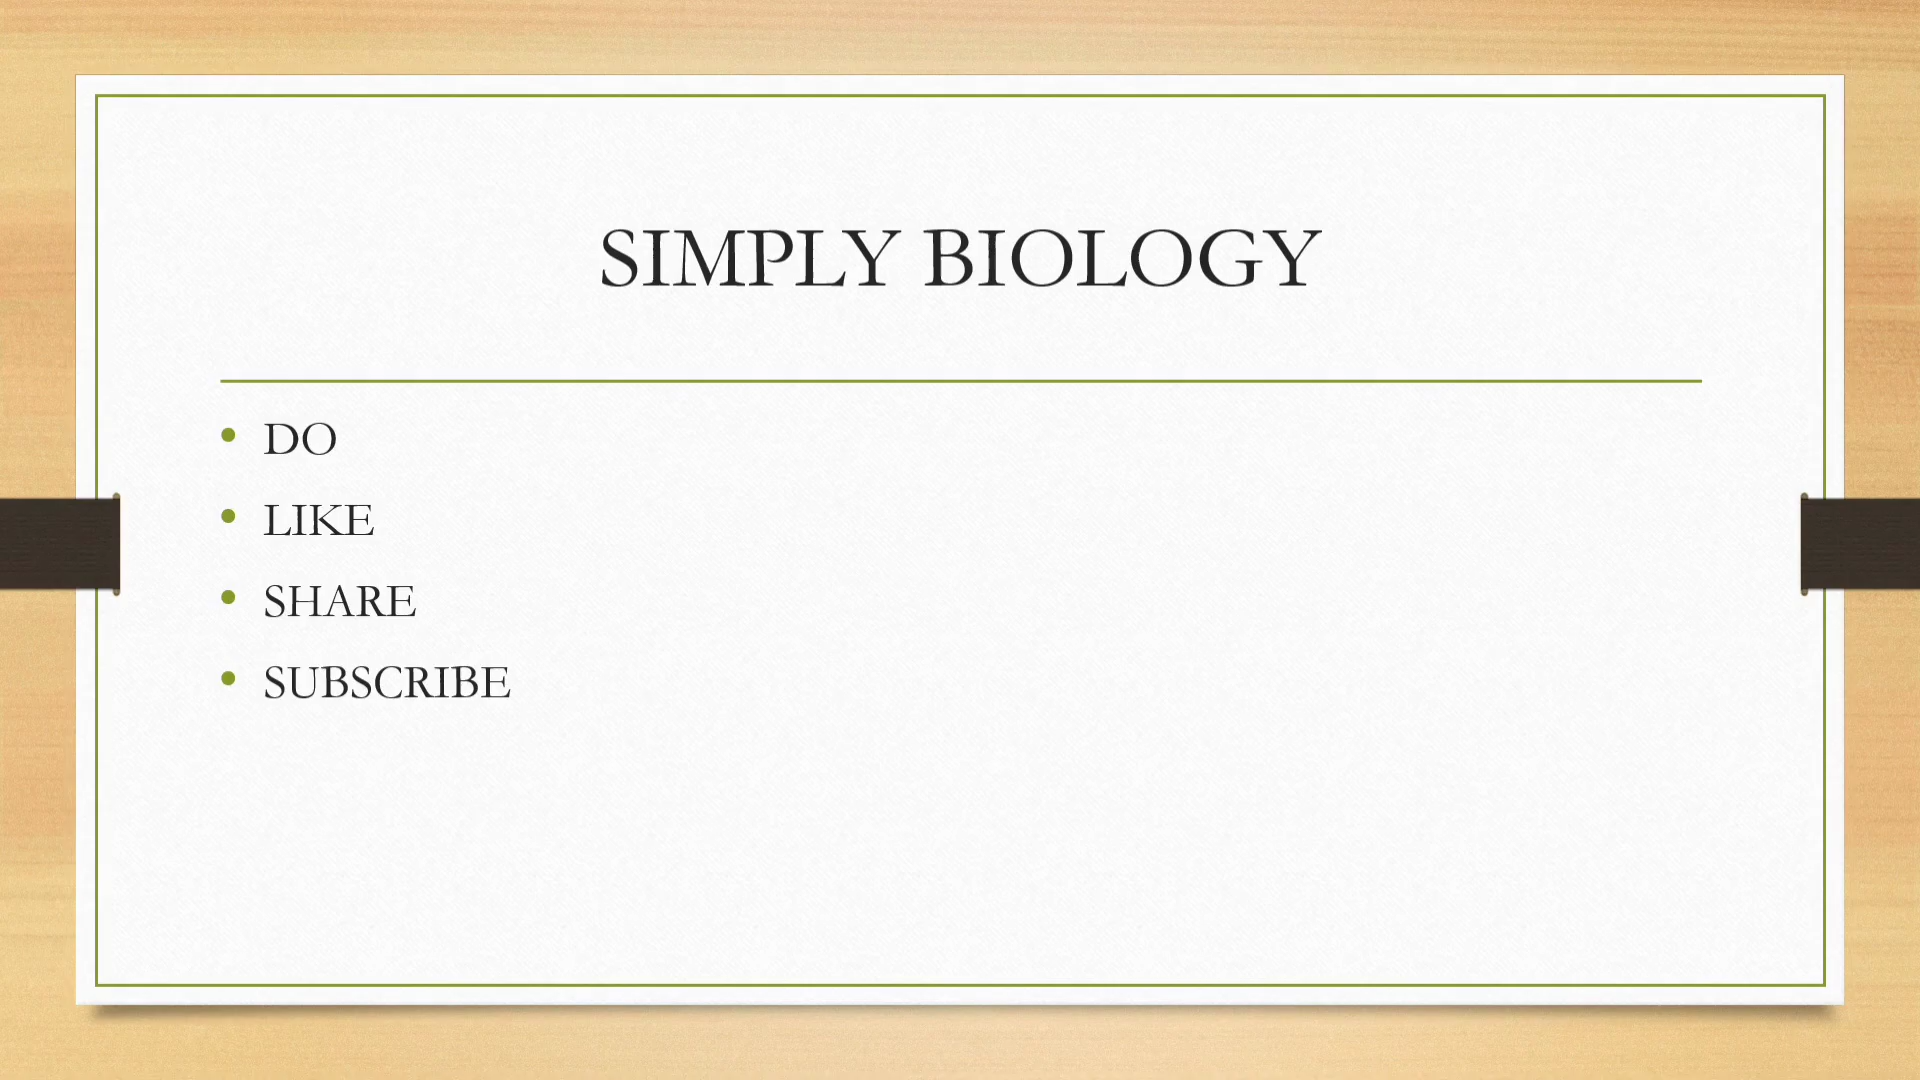 SIMPLY BIOLOGY
• DO
• LIKE
• SHARE
• SUBSCRIBE